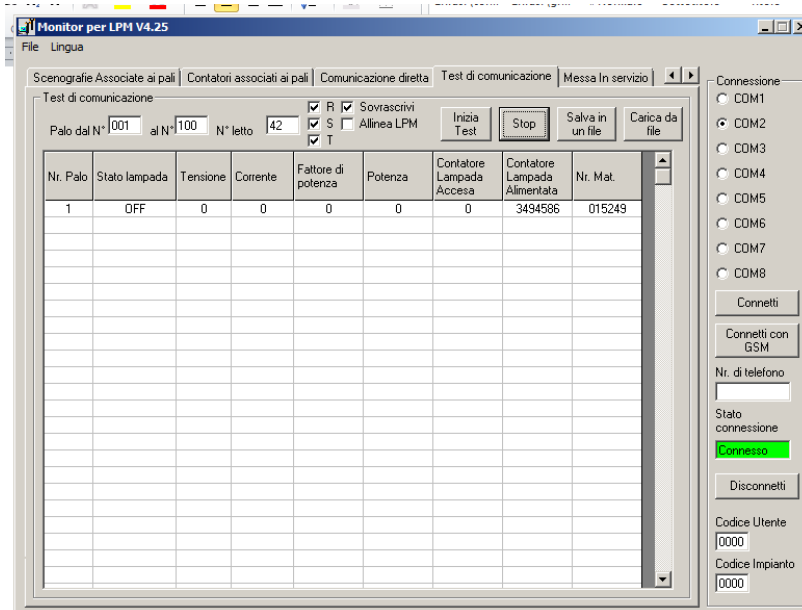 Monitor per LPM V4.25
File Lingua
Scenografie Associate ai pali Contatori associati ai pali Comunicazione diretta Test di comunicazione Messa In servizio
Test di comunicazione
Palo dal N° 001 al N° 100 N° letto 42
R Sovrascrivi
S Allinea LPM
T
Inizia
Test
Stop
Salva in
un file
Carica da
file
Nr. Palo Stato lampada Tensione Corrente Fattore di
potenza Potenza Contatore
Lampada
Accesa Contatore
Lampada
Alimentata Nr. Mat.
1 OFF 0 0 0 0 0 3494586 015249
Connessione
COM1
COM2
COM3
COM4
COM5
COM6
COM7
COM8
Connetti
Connetti con
GSM
Nr. di telefono
Stato
connessione
Connesso
Disconnetti
Codice Utente
0000
Codice Impianto
0000